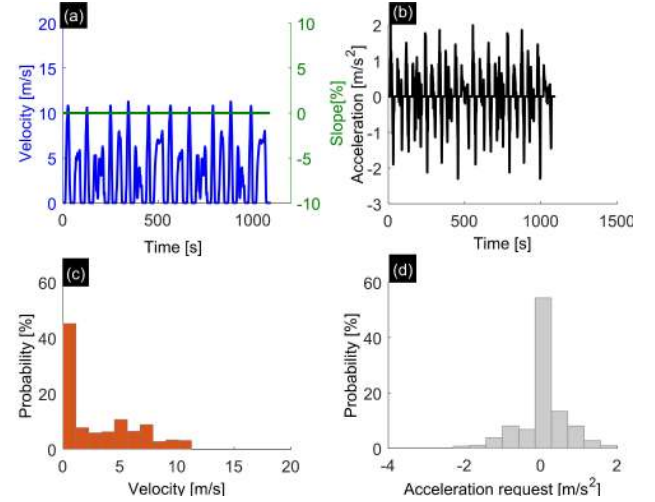 (a)
20
15
10
5
0
Velocity [m/s]
10
5
0
-5
-10
Slope[%]
0 500 1000
Time [s]
(b)
2
1
0
-1
-2
-3
Acceleration [m/s²]
0 500 1000 1500
Time [s]
(c)
60
40
20
0
Probability [%]
0 5 10 15 20
Velocity [m/s]
(d)
60
40
20
0
Probability [%]
-4 -2 0 2
Acceleration request [m/s²]